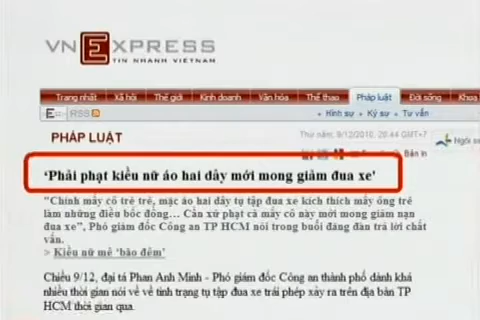 VNEXPRESS
TIN NHANH VIETNAM
Trang nhất Xã hội Thế giới Kinh doanh Văn hóa Thể thao Pháp luật Đời sống Khoa
RSS Hình sự Ký sự Tư vấn
PHÁP LUẬT
Thứ năm, 9/12/2010, 20:44 GMT+7
Bản in
'Phải phạt kiều nữ áo hai dây mới mong giảm đua xe'
"Chính mấy cô trẻ trẻ, mặc áo hai dây tụ tập đua xe kích thích mấy ông trẻ
làm những điều bốc đồng... Cần xử phạt cả mấy cô này mới mong giảm nạn
đua xe", Phó giám đốc Công an TP HCM nói trong buổi đăng đàn trả lời chất
vấn.
> Kiều nữ mê 'bão đêm'
Chiều 9/12, đại tá Phan Anh Minh - Phó giám đốc Công an thành phố dành khá
nhiều thời gian nói về về tình trạng tụ tập đua xe trái phép xảy ra trên địa bàn TP
HCM thời gian qua.